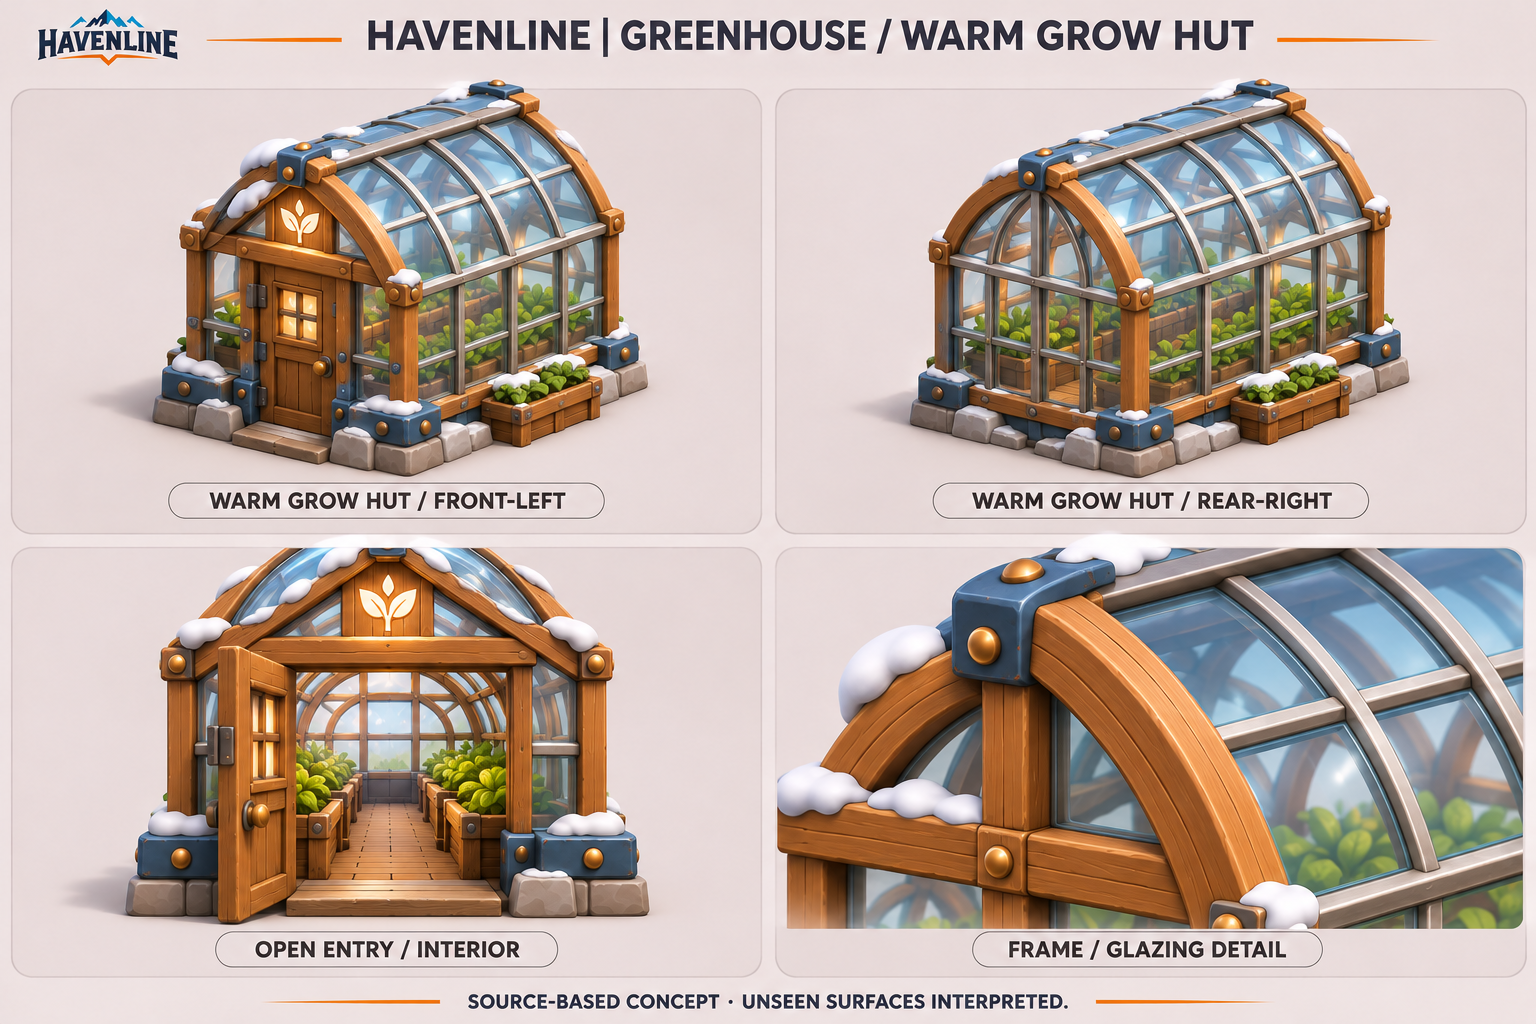 HAVENLINE
HAVENLINE | GREENHOUSE / WARM GROW HUT
WARM GROW HUT / FRONT-LEFT
WARM GROW HUT / REAR-RIGHT
OPEN ENTRY / INTERIOR
FRAME / GLAZING DETAIL
SOURCE-BASED CONCEPT · UNSEEN SURFACES INTERPRETED.